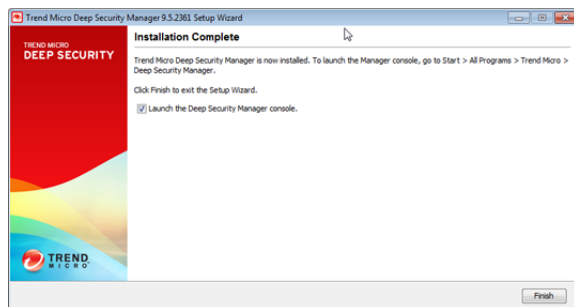 Trend Micro Deep Security Manager 9.5.2361 Setup Wizard
TREND MICRO
DEEP SECURITY
Installation Complete
Trend Micro Deep Security Manager is now installed. To launch the Manager console, go to Start > All Programs > Trend Micro >
Deep Security Manager.
Click Finish to exit the Setup Wizard.
Launch the Deep Security Manager console.
TREND
MICRO
Finish